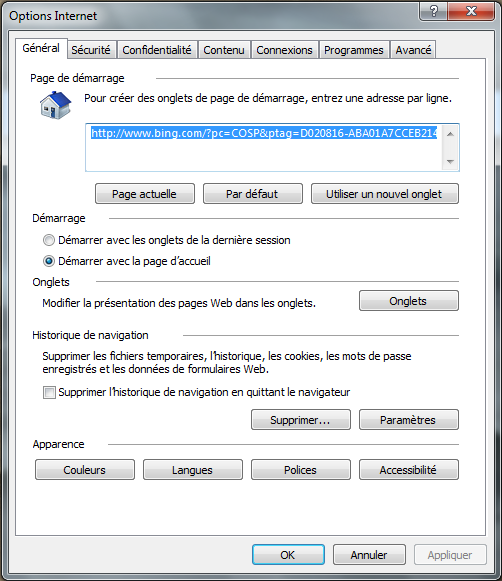 Options Internet
Général Sécurité Confidentialité Contenu Connexions Programmes Avancé
Page de démarrage
Pour créer des onglets de page de démarrage, entrez une adresse par ligne.
http://www.bing.com/?pc=COSP&ptag=D020816-ABA01A7CCEB214
Page actuelle Par défaut Utiliser un nouvel onglet
Démarrage
Démarrer avec les onglets de la dernière session
Démarrer avec la page d'accueil
Onglets
Modifier la présentation des pages Web dans les onglets. Onglets
Historique de navigation
Supprimer les fichiers temporaires, l'historique, les cookies, les mots de passe
enregistrés et les données de formulaires Web.
Supprimer l'historique de navigation en quittant le navigateur
Supprimer... Paramètres
Apparence
Couleurs Langues Polices Accessibilité
OK Annuler Appliquer